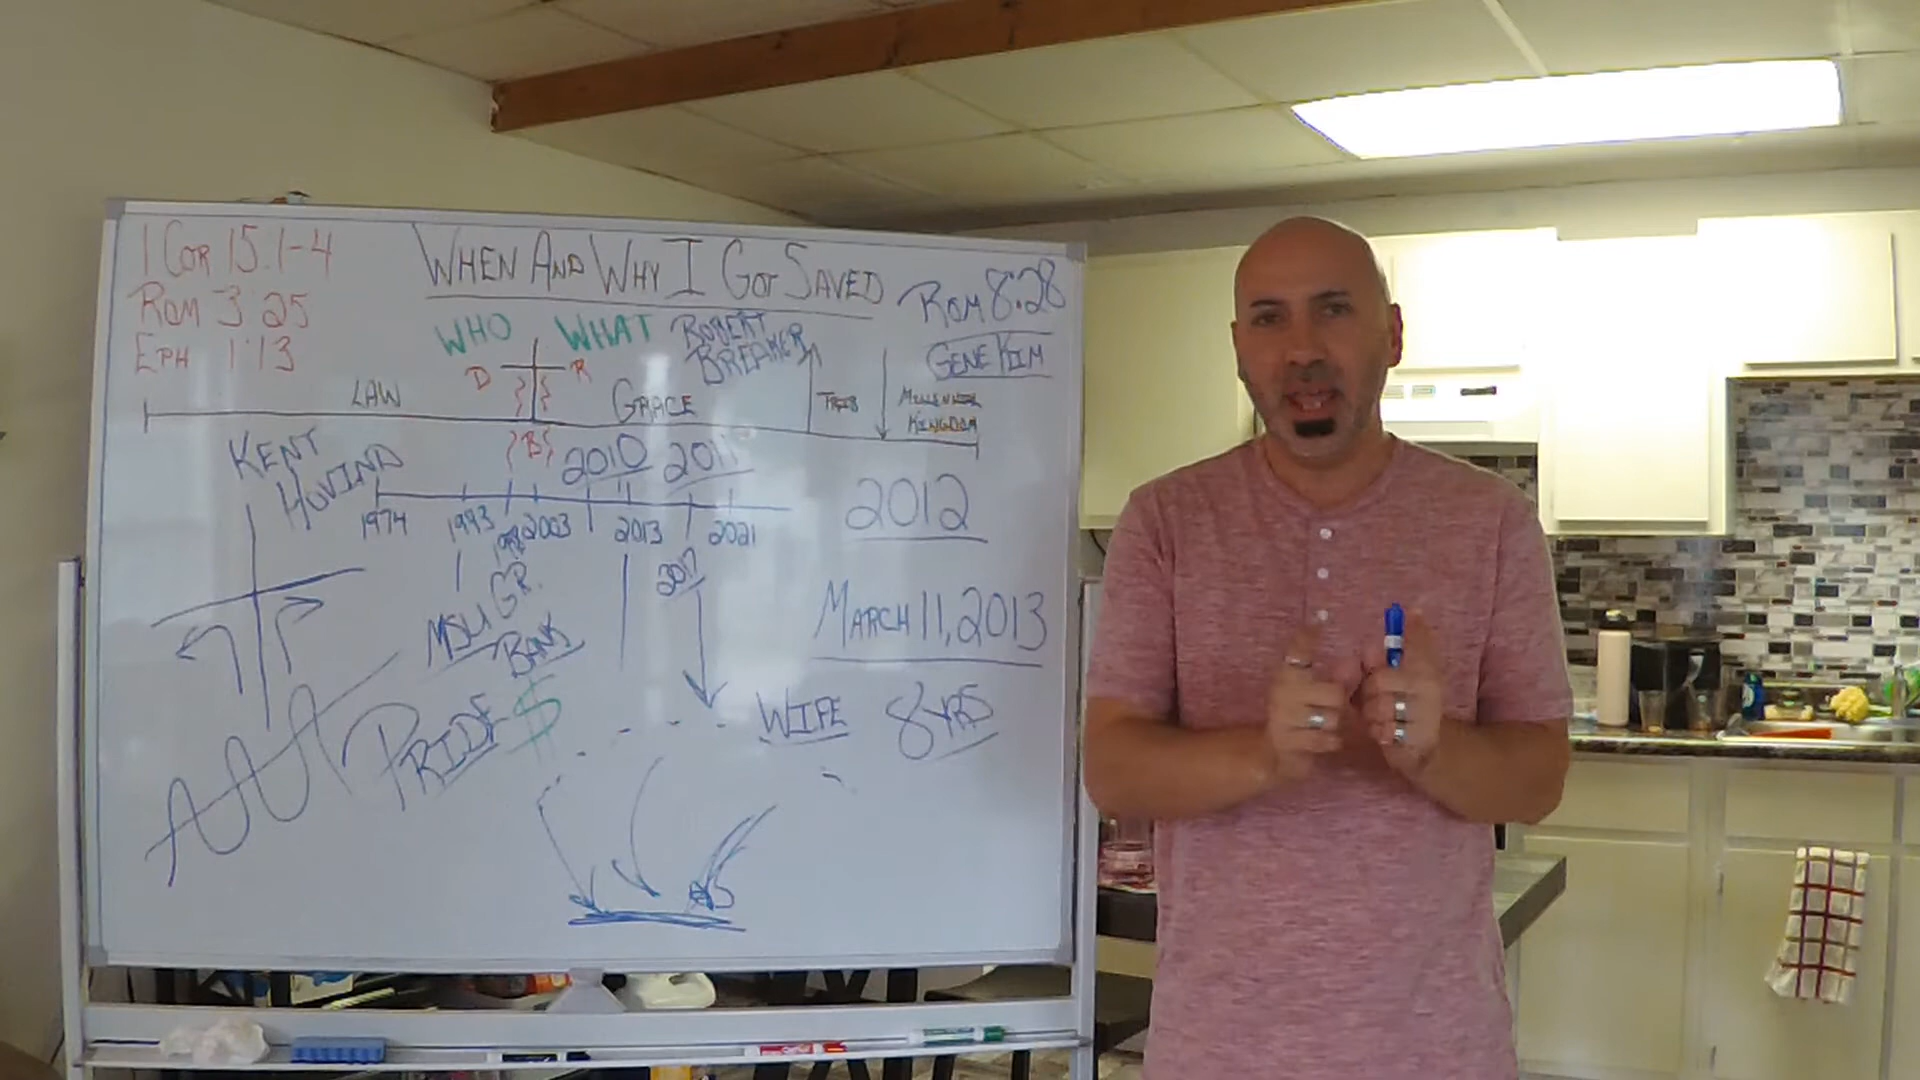 1 COR 15:1-4
ROM 3:25
EPH 1:13
WHEN AND WHY I GOT SAVED
ROM 8:28
GENE KIM
WHO WHAT ROBERT
BREAKER
D R
LAW GRACE TRIB
KINGDOM
B
KENT
HOVIND
2010 2011
1974 1993 1998 2003 2013 2021
2012
2017
MSU GR.
BANK
MARCH 11, 2013
PRIDE $
WIFE 8 YRS